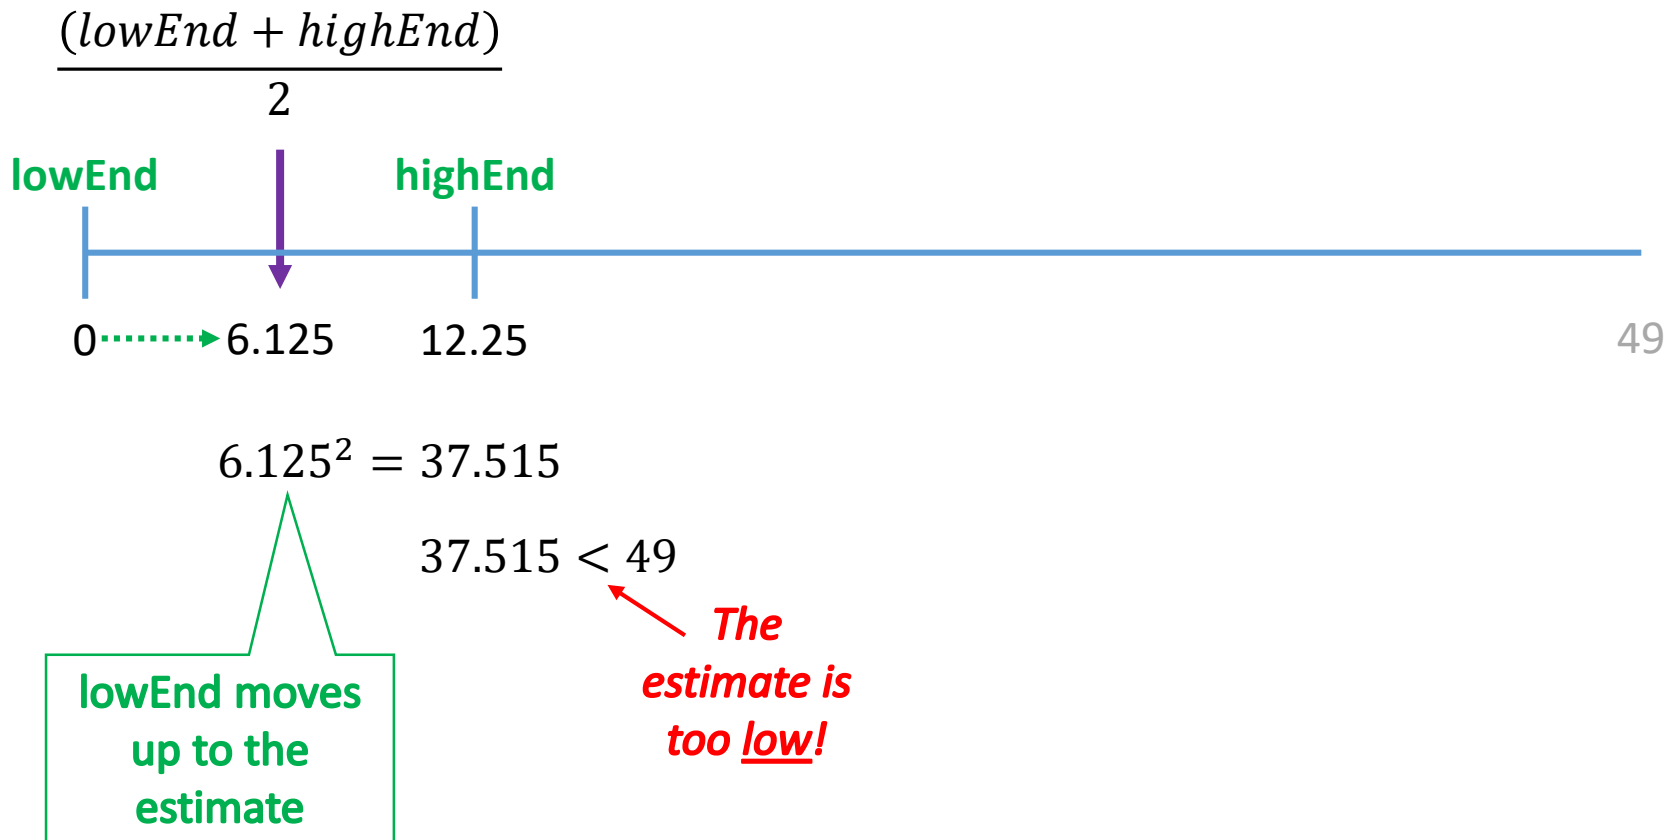 (lowEnd + highEnd)
2
lowEnd
highEnd
0
6.125
12.25
49
6.125² = 37.515
37.515 < 49
The
estimate is
too low!
lowEnd moves
up to the
estimate